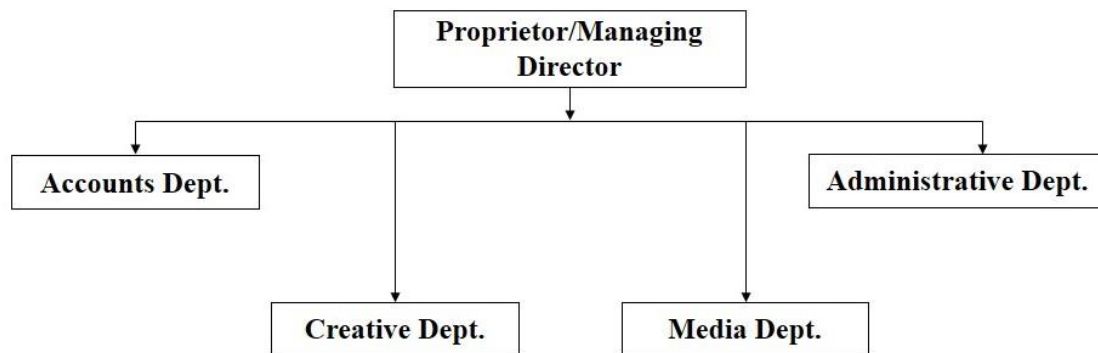 Proprietor/Managing
Director
Accounts Dept.
Administrative Dept.
Creative Dept.
Media Dept.